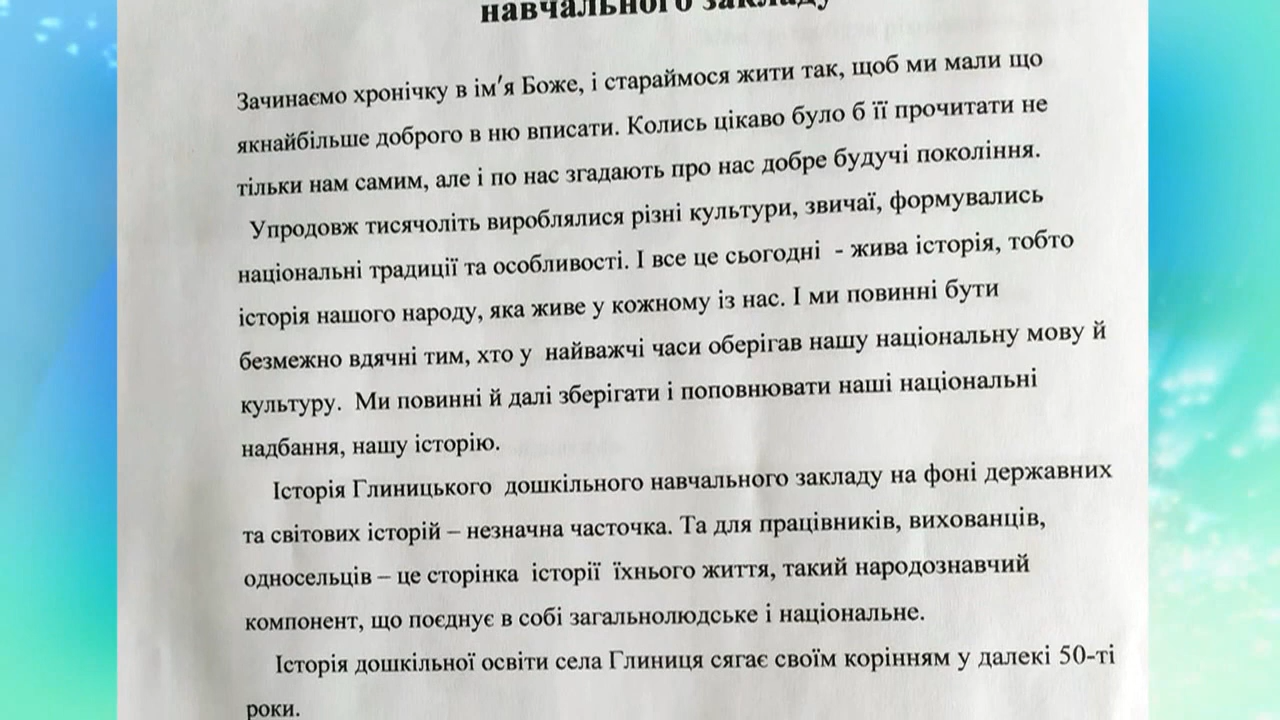 навчального закладу
Зачинаємо хронічку в ім'я Боже, і стараймося жити так, щоб ми мали що
якнайбільше доброго в ню вписати. Колись цікаво було б її прочитати не
тільки нам самим, але і по нас згадають про нас добре будучі покоління.
Упродовж тисячоліть вироблялися різні культури, звичаї, формувались
національні традиції та особливості. І все це сьогодні - жива історія, тобто
історія нашого народу, яка живе у кожному із нас. І ми повинні бути
безмежно вдячні тим, хто у найважчі часи оберігав нашу національну мову й
культуру. Ми повинні й далі зберігати і поповнювати наші національні
надбання, нашу історію.
Історія Глиницького дошкільного навчального закладу на фоні державних
та світових історій – незначна часточка. Та для працівників, вихованців,
односельців – це сторінка історії їхнього життя, такий народознавчий
компонент, що поєднує в собі загальнолюдське і національне.
Історія дошкільної освіти села Глиниця сягає своїм корінням у далекі 50-ті
роки.